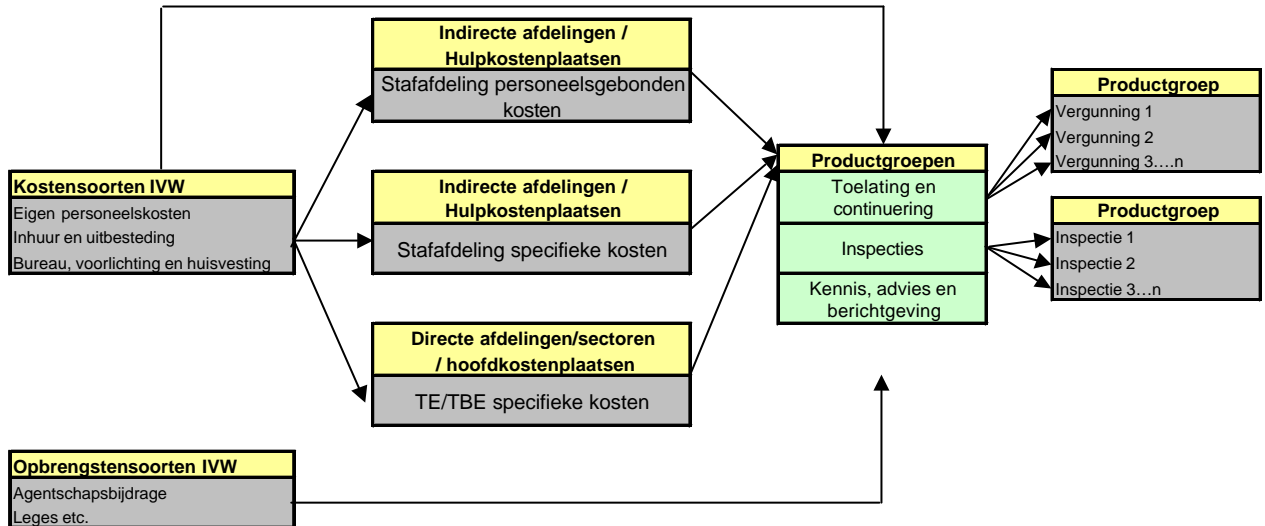 Kostensoorten IVW
Eigen personeelskosten
Inhuur en uitbesteding
Bureau, voorlichting en huisvesting
Opbrengstensoorten IVW
Agentschapsbijdrage
Leges etc.
Indirecte afdelingen /
Hulpkostenplaatsen
Stafafdeling personeelsgebonden
kosten
Indirecte afdelingen /
Hulpkostenplaatsen
Stafafdeling specifieke kosten
Directe afdelingen/sectoren
/ hoofdkostenplaatsen
TE/TBE specifieke kosten
Productgroepen
Toelating en
continuering
Inspecties
Kennis, advies en
berichtgeving
Productgroep
Vergunning 1
Vergunning 2
Vergunning 3….n
Productgroep
Inspectie 1
Inspectie 2
Inspectie 3…n